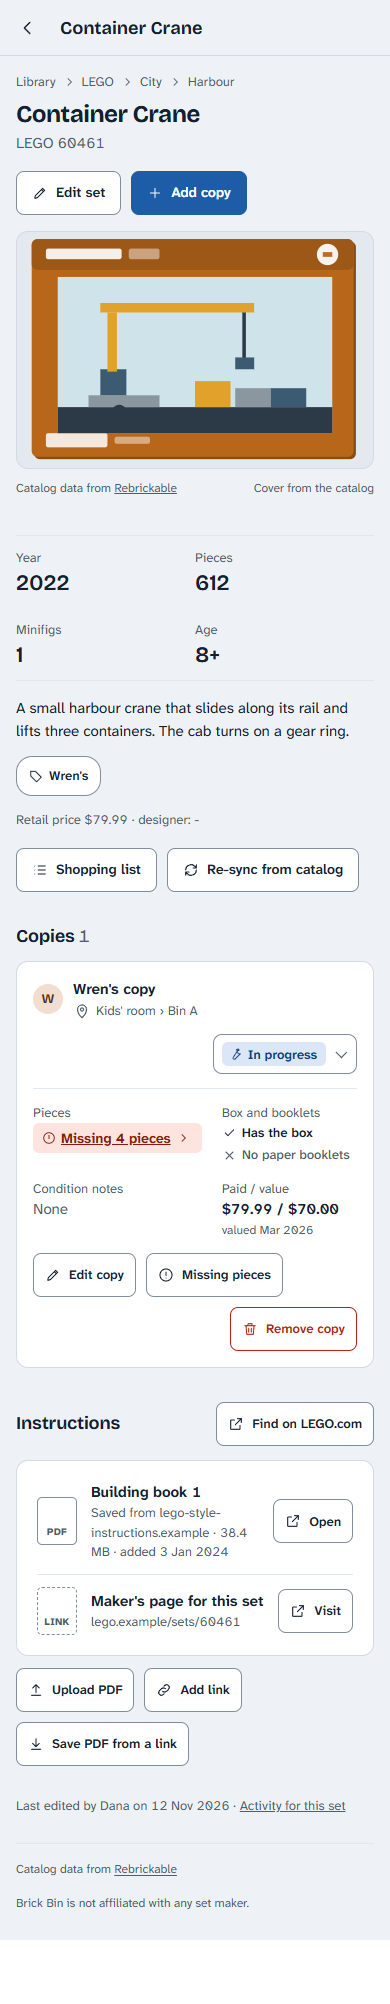 Container Crane
Library > LEGO > City > Harbour
Container Crane
LEGO 60461
Edit set
Add copy
Catalog data from Rebrickable
Cover from the catalog
Year
2022
Pieces
612
Minifigs
1
Age
8+
A small harbour crane that slides along its rail and
lifts three containers. The cab turns on a gear ring.
Wren's
Retail price $79.99 · designer: -
Shopping list
Re-sync from catalog
Copies 1
W
Wren's copy
Kids' room › Bin A
In progress
Pieces
Missing 4 pieces
Box and booklets
Has the box
No paper booklets
Condition notes
None
Paid / value
$79.99 / $70.00
valued Mar 2026
Edit copy
Missing pieces
Remove copy
Instructions
Find on LEGO.com
PDF
Building book 1
Saved from lego-style-
instructions.example · 38.4
MB · added 3 Jan 2024
Open
LINK
Maker's page for this set
lego.example/sets/60461
Visit
Upload PDF
Add link
Save PDF from a link
Last edited by Dana on 12 Nov 2026 · Activity for this set
Catalog data from Rebrickable
Brick Bin is not affiliated with any set maker.